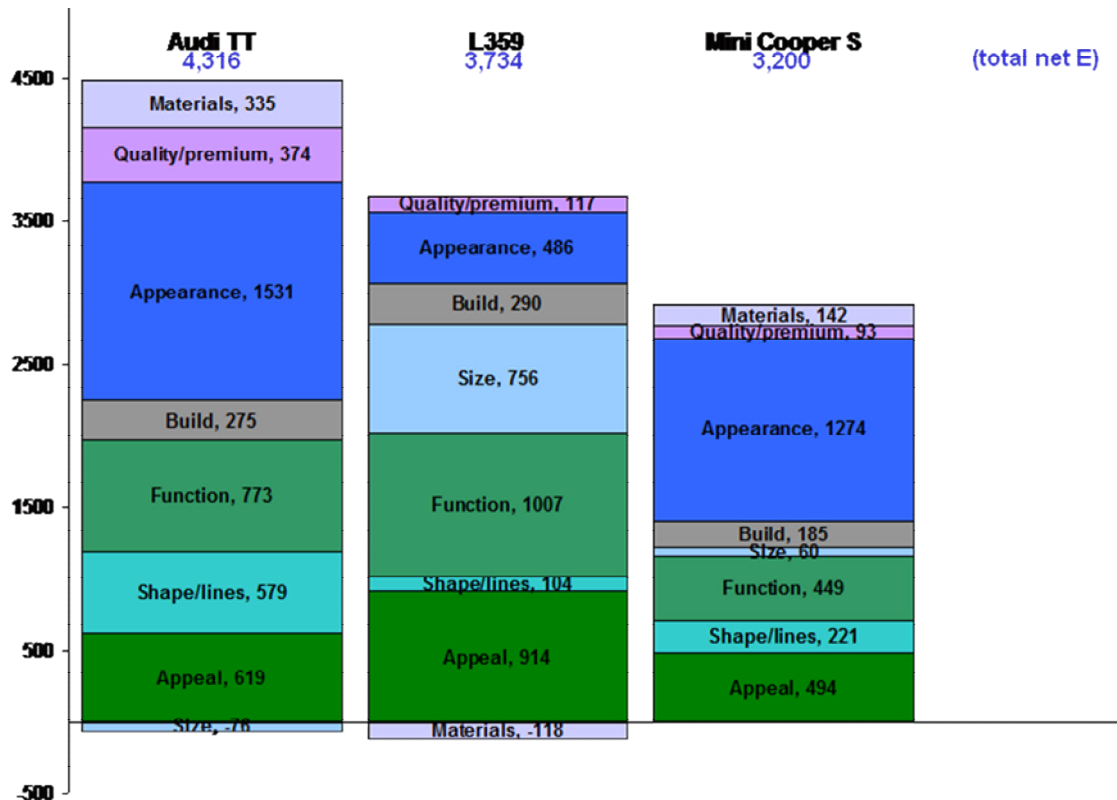 Audi TT
4,316
L359
3,734
Mini Cooper S
3,200
(total net E)
4500
3500
2500
1500
500
-500
Materials, 335
Quality/premium, 374
Appearance, 1531
Build, 275
Function, 773
Shape/lines, 579
Appeal, 619
Size, -76
Quality/premium, 117
Appearance, 486
Build, 290
Size, 756
Function, 1007
Shape/lines, 104
Appeal, 914
Materials, -118
Materials, 142
Quality/premium, 93
Appearance, 1274
Build, 185
Size, 60
Function, 449
Shape/lines, 221
Appeal, 494